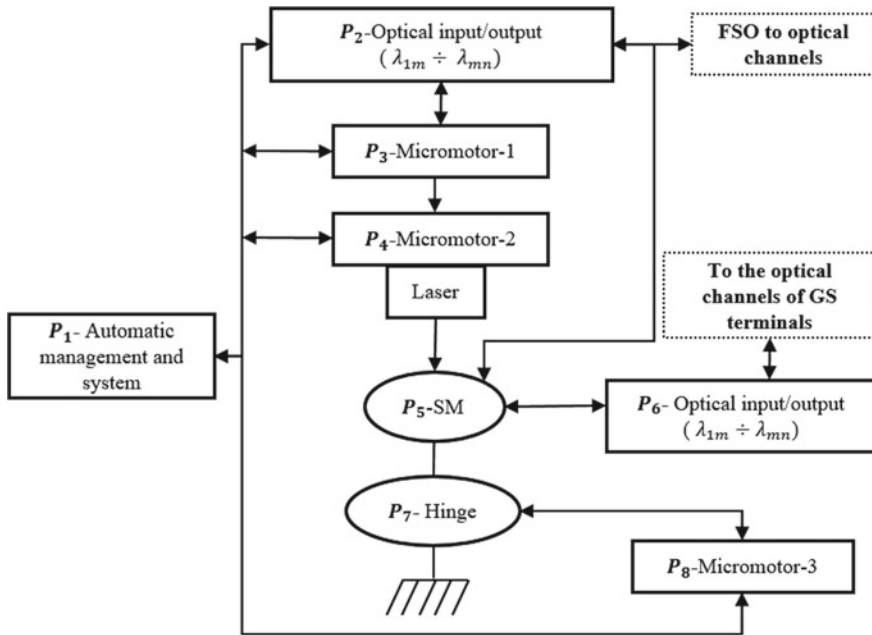 P₂-Optical input/output
( λ₁ₘ ÷ λₘₙ)
FSO to optical
channels
P₃-Micromotor-1
P₄-Micromotor-2
Laser
To the optical
channels of GS
terminals
P₁- Automatic
management and
system
P₅-SM
P₆- Optical input/output
( λ₁ₘ ÷ λₘₙ)
P₇- Hinge
P₈-Micromotor-3